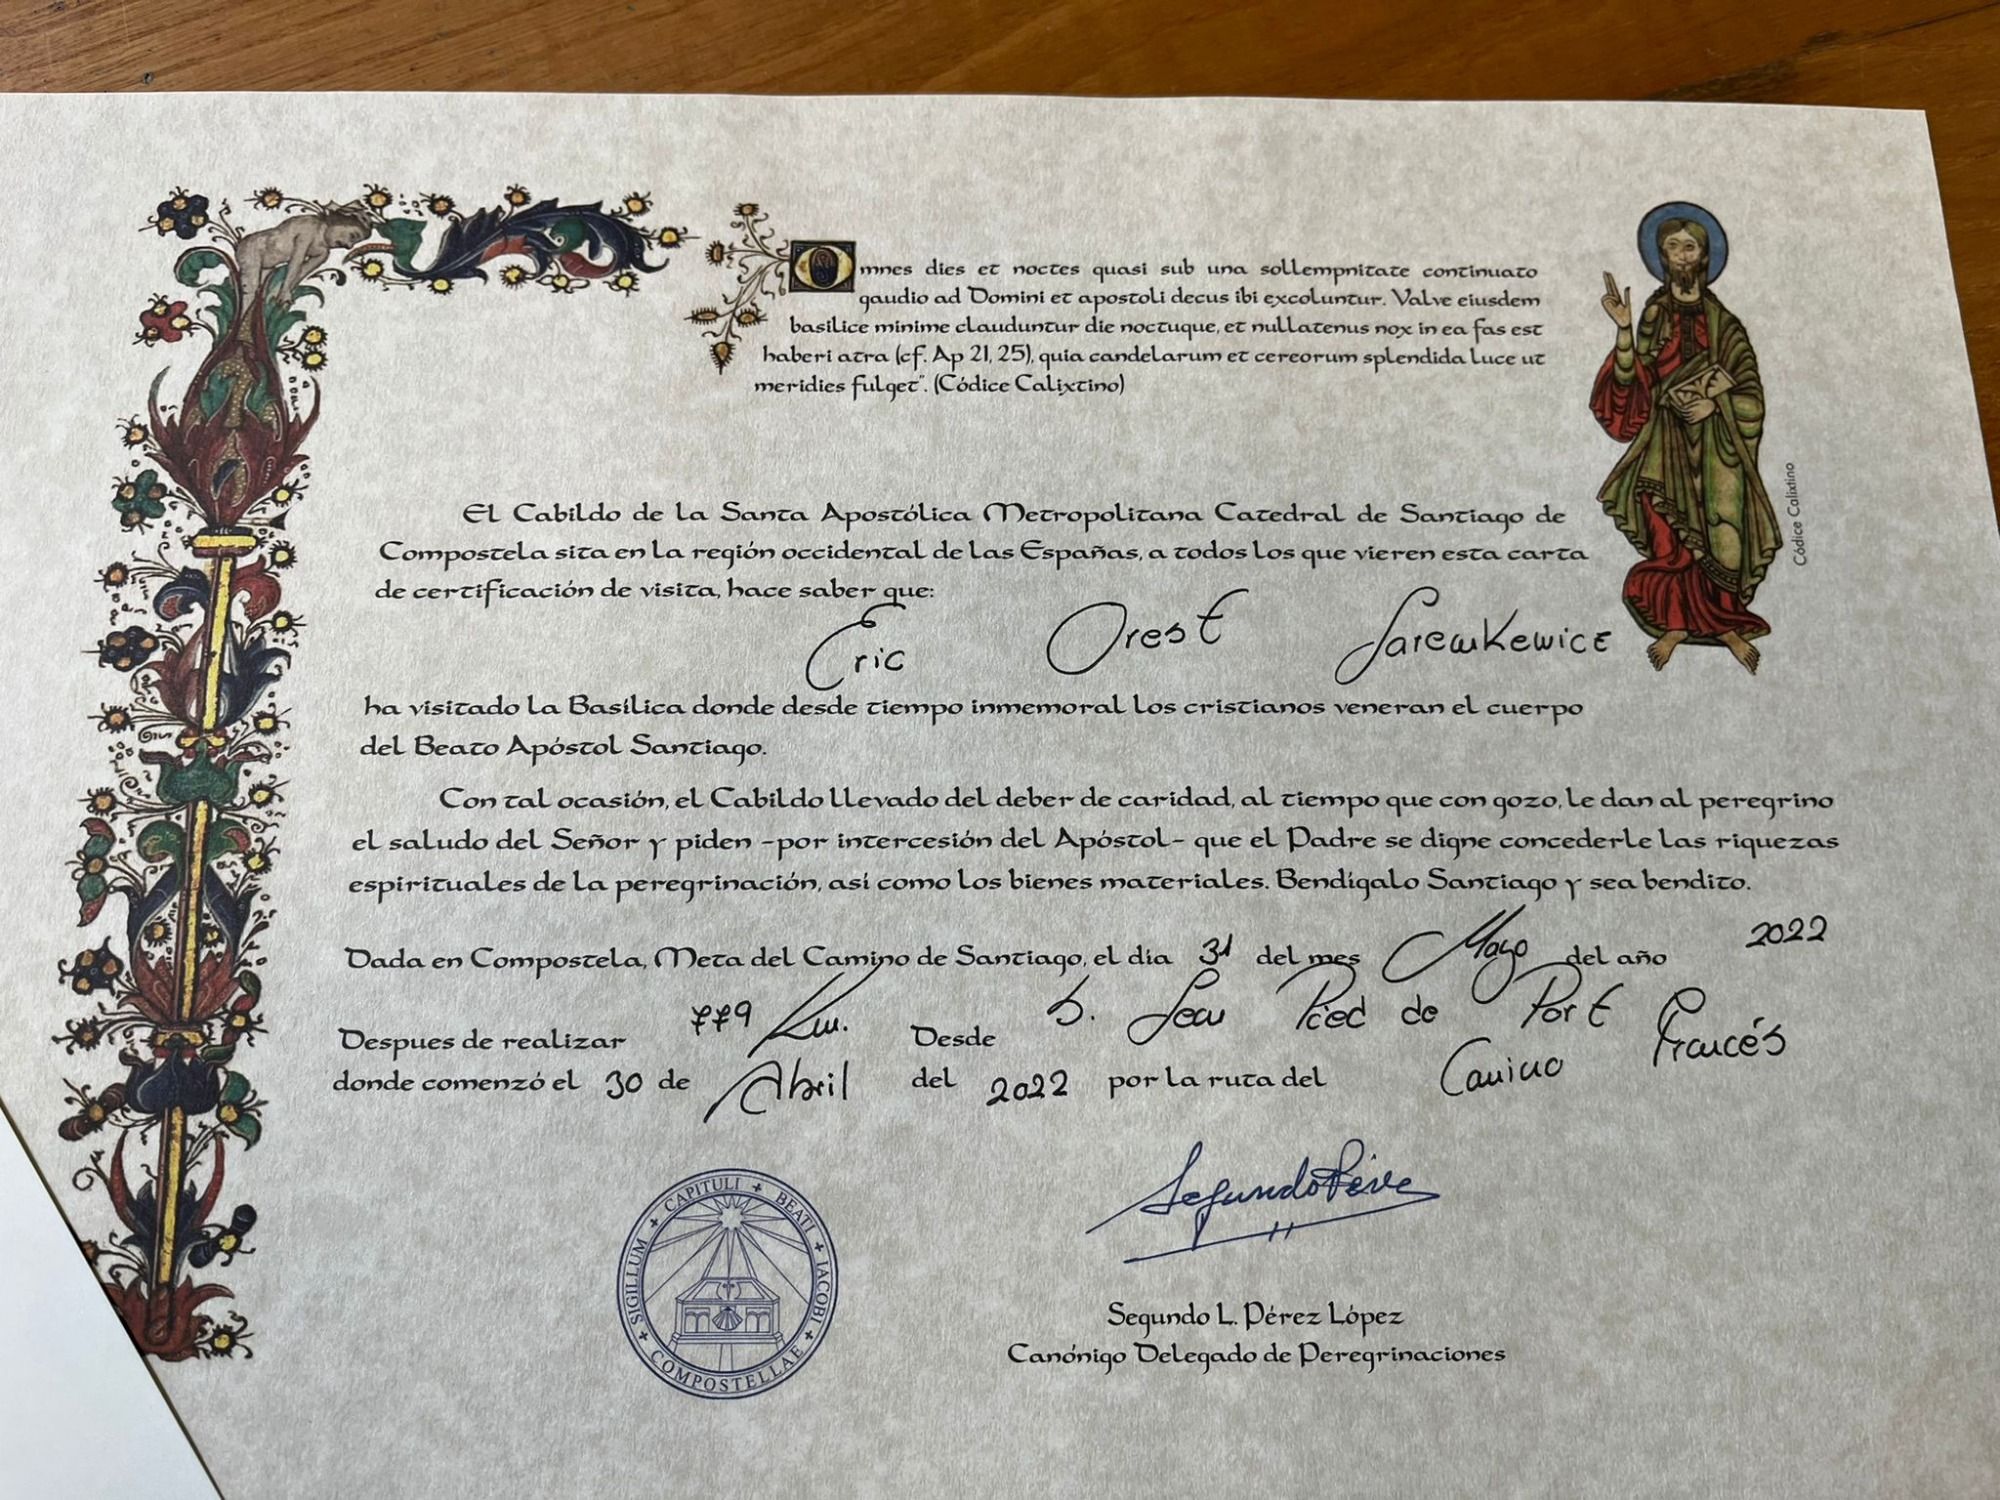 Omnes dies et noctes quasi sub una sollempnitate continuato
gaudio ad Domini et apostoli decus ibi excoluntur. Valve eiusdem
basilice minime clauduntur die noctuque, et nullatenus nox in ea fas est
haberi atra (cf. Ap 21, 25), quia candelarum et cereorum splendida luce ut
meridies fulget”. (Códice Calixtino)
Códice Calixtino
El Cabildo de la Santa Apostólica Metropolitana Catedral de Santiago de
Compostela sita en la región occidental de las Españas, a todos los que vieren esta carta
de certificación de visita, hace saber que:
Eric Orest Sarewkewice
ha visitado la Basílica donde desde tiempo inmemoral los cristianos veneran el cuerpo
del Beato Apóstol Santiago.
Con tal ocasión, el Cabildo llevado del deber de caridad, al tiempo que con gozo, le dan al peregrino
el saludo del Señor y piden -por intercesión del Apóstol- que el Padre se digne concederle las riquezas
espirituales de la peregrinación, así como los bienes materiales. Bendígalo Santiago y sea bendito.
Dada en Compostela, Meta del Camino de Santiago, el día 31 del mes Mayo del año 2022
Despues de realizar 779 Km. Desde S. Jean Pied de Port
donde comenzó el 30 de Abril del 2022 por la ruta del Camino Francés
SIGILLUM + CAPITULI + BEATI + IACOBI + COMPOSTELLAE +
Segundo Pérez
Segundo L. Pérez López
Canónigo Delegado de Peregrinaciones